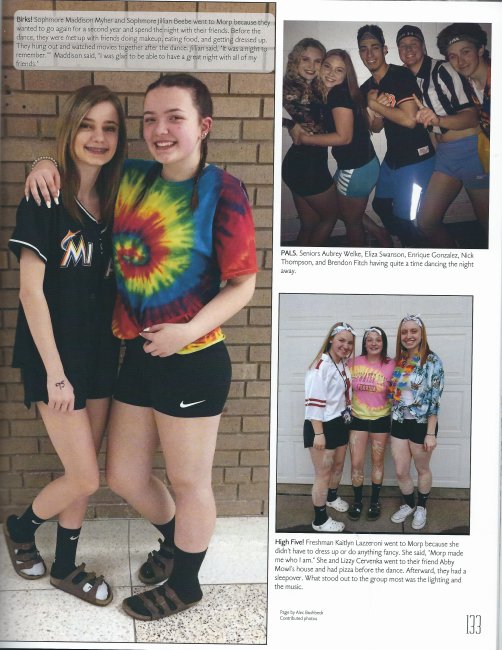 Birks! Sophomore Maddison Myher and Sophomore Jillian Beebe went to Morp because they
wanted to go again for a second year and spend the night with their friends. Before the
dance, they were met up with friends doing makeup, eating food, and getting dressed up.
They hung out and watched movies together after the dance. Jillian said, "It was a night to
remember.'" Maddison said, "I was glad to be able to have a great night with all of my
friends."
MI
PALS. Seniors Aubrey Welke, Eliza Swanson, Enrique Gonzalez, Nick
Thompson, and Brendon Fitch having quite a time dancing the night
away.
High Five! Freshman Kaitlyn Lazzeroni went to Morp because she
didn't have to dress up or do anything fancy. She said, "Morp made
me who I am." She and Lizzy Cervenka went to their friend Abby
Mowl's house and had pizza before the dance. Afterward, they had a
sleepover. What stood out to the group most was the lighting and
the music.
Page by Alec Bushbeck
Contributed photos
133